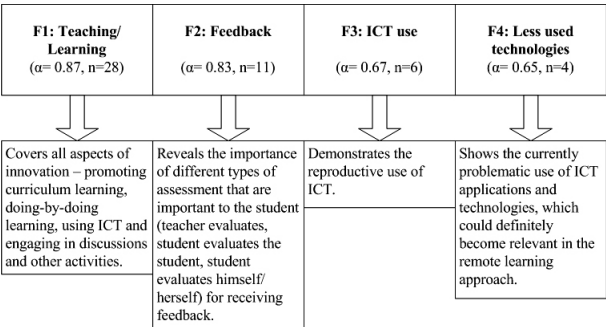 F1: Teaching/
Learning
(α= 0.87, n=28)
F2: Feedback
(α= 0.83, n=11)
F3: ICT use
(α= 0.67, n=6)
F4: Less used
technologies
(α= 0.65, n=4)
Covers all aspects of
innovation – promoting
curriculum learning,
doing-by-doing
learning, using ICT and
engaging in discussions
and other activities.
Reveals the importance
of different types of
assessment that are
important to the student
(teacher evaluates,
student evaluates the
student, student
evaluates himself/
herself) for receiving
feedback.
Demonstrates the
reproductive use of
ICT.
Shows the currently
problematic use of ICT
applications and
technologies, which
could definitely
become relevant in the
remote learning
approach.